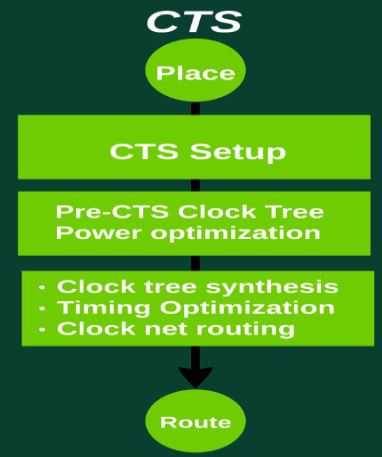 CTS
Place
CTS Setup
Pre-CTS Clock Tree
Power optimization
• Clock tree synthesis
• Timing Optimization
• Clock net routing
Route